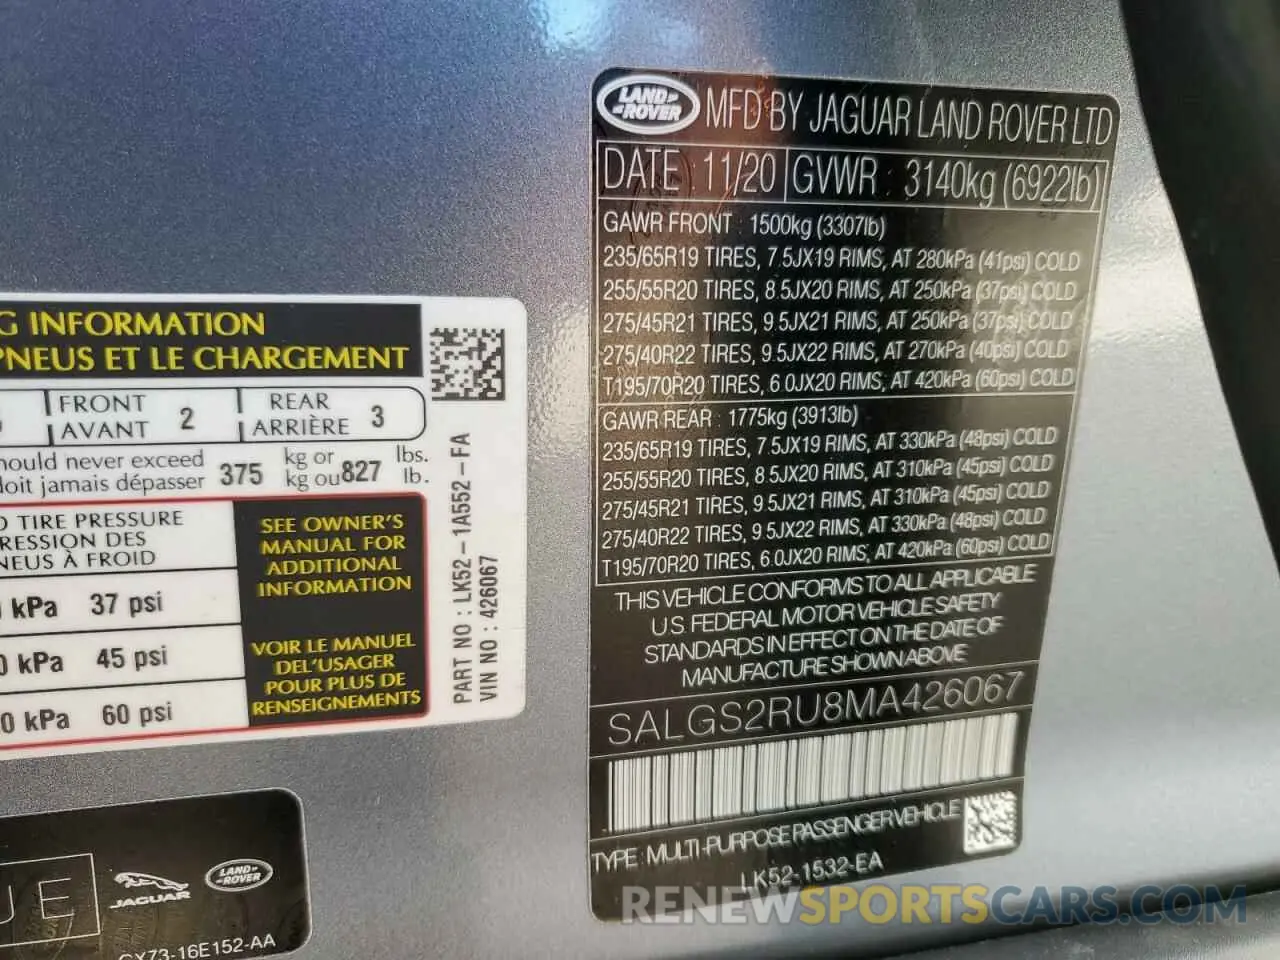 LAND ROVER MFD BY JAGUAR LAND ROVER LTD
DATE : 11/20 GVWR : 3140kg (6922lb)
GAWR FRONT : 1500kg (3307lb)
235/65R19 TIRES, 7.5JX19 RIMS, AT 280kPa (41psi) COLD
255/55R20 TIRES, 8.5JX20 RIMS, AT 250kPa (37psi) COLD
275/45R21 TIRES, 9.5JX21 RIMS, AT 250kPa (37psi) COLD
275/40R22 TIRES, 9.5JX22 RIMS, AT 270kPa (40psi) COLD
T195/70R20 TIRES, 6.0JX20 RIMS, AT 420kPa (60psi) COLD
GAWR REAR : 1775kg (3913lb)
235/65R19 TIRES, 7.5JX19 RIMS, AT 330kPa (48psi) COLD
255/55R20 TIRES, 8.5JX20 RIMS, AT 310kPa (45psi) COLD
275/45R21 TIRES, 9.5JX21 RIMS, AT 310kPa (45psi) COLD
275/40R22 TIRES, 9.5JX22 RIMS, AT 330kPa (48psi) COLD
T195/70R20 TIRES, 6.0JX20 RIMS, AT 420kPa (60psi) COLD
THIS VEHICLE CONFORMS TO ALL APPLICABLE
U.S. FEDERAL MOTOR VEHICLE SAFETY
STANDARDS IN EFFECT ON THE DATE OF
MANUFACTURE SHOWN ABOVE
SALGS2RU8MA426067
TYPE : MULTI-PURPOSE PASSENGER VEHICLE
LK52-1532-EA
G INFORMATION
PNEUS ET LE CHARGEMENT
FRONT AVANT 2 REAR ARRIÈRE 3
hould never exceed 375 kg or 827 lbs.
doit jamais dépasser kg ou lb.
TIRE PRESSURE
RESSION DES
NEUS À FROID
kPa 37 psi
0 kPa 45 psi
0 kPa 60 psi
SEE OWNER'S
MANUAL FOR
ADDITIONAL
INFORMATION
VOIR LE MANUEL
DEL'USAGER
POUR PLUS DE
RENSEIGNEMENTS
PART NO : LK52-1A552-FA
VIN NO : 426067
UE JAGUAR LAND ROVER
GX73-16E152-AA
RENEWSPORTSCARS.COM